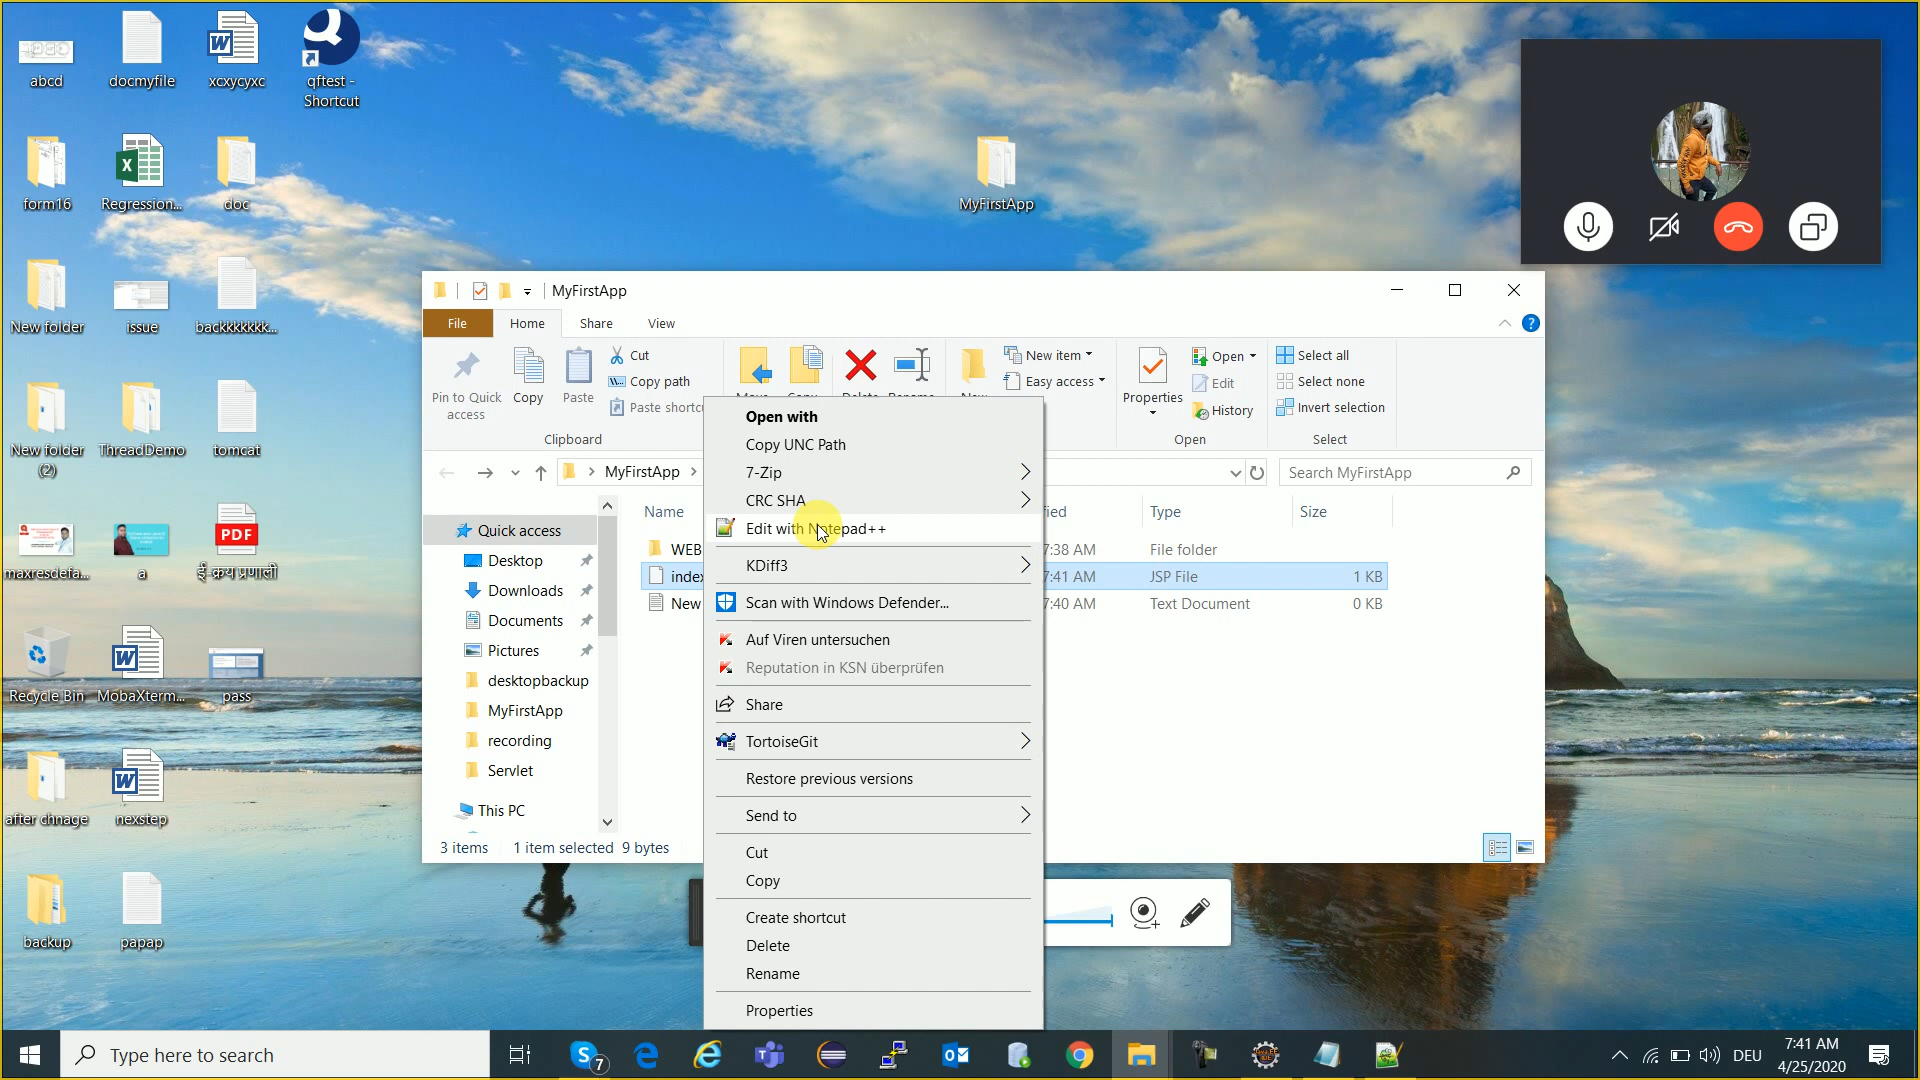 abcd
docmyfile
xcxycyxc
qftest -
Shortcut
form16
Regression...
doc
MyFirstApp
New folder
issue
backkkkkkk...
New folder
(2)
ThreadDemo
tomcat
PDF
maxresdefa...
a
ई-क्रय प्रणाली
Recycle Bin
MobaXterm...
pass
after chnage
nexstep
backup
papap
MyFirstApp
File
Home
Share
View
Pin to Quick
access
Copy
Paste
Cut
Copy path
Paste shortcu
Clipboard
New item
Easy access
Properties
Open
Edit
History
Open
Select all
Select none
Invert selection
Select
MyFirstApp
Search MyFirstApp
Quick access
Desktop
Downloads
Documents
Pictures
desktopbackup
MyFirstApp
recording
Servlet
This PC
Name
fied
Type
Size
WEB
7:38 AM
File folder
index
7:41 AM
JSP File
1 KB
New
7:40 AM
Text Document
0 KB
3 items
1 item selected
9 bytes
Open with
Copy UNC Path
7-Zip
CRC SHA
Edit with Notepad++
KDiff3
Scan with Windows Defender...
Auf Viren untersuchen
Reputation in KSN überprüfen
Share
TortoiseGit
Restore previous versions
Send to
Cut
Copy
Create shortcut
Delete
Rename
Properties
Type here to search
7
DEU
7:41 AM
4/25/2020